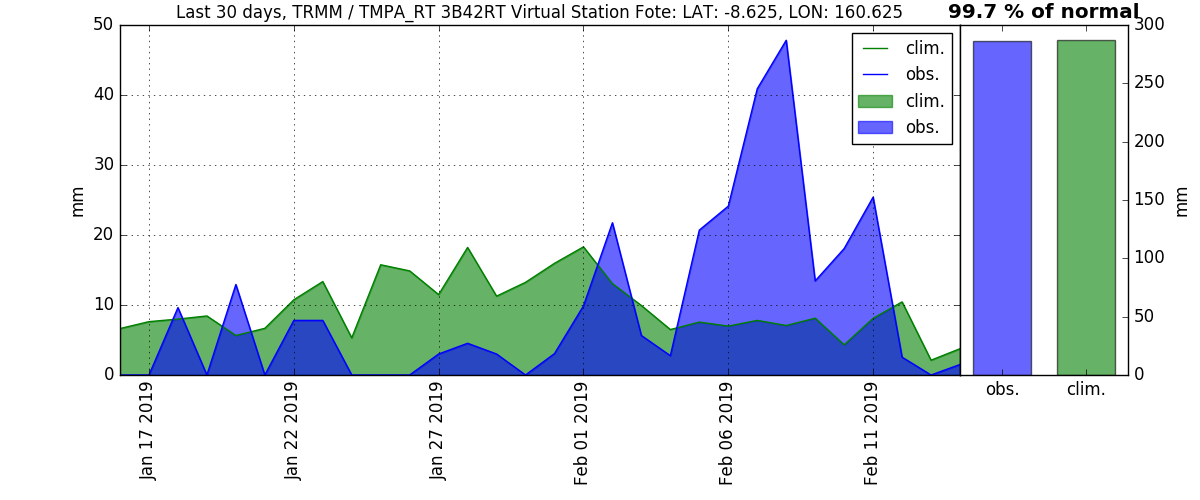 Last 30 days, TRMM / TMPA_RT 3B42RT Virtual Station Fote: LAT: -8.625, LON: 160.625
99.7 % of normal
50
40
30
20
10
0
mm
clim.
obs.
clim.
obs.
300
250
200
150
100
50
0
mm
Jan 17 2019
Jan 22 2019
Jan 27 2019
Feb 01 2019
Feb 06 2019
Feb 11 2019
obs.
clim.